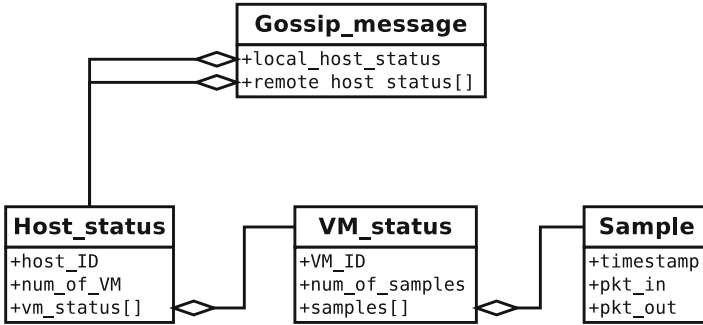 Gossip_message
+local_host_status
+remote host status[]
Host_status
+host_ID
+num_of_VM
+vm_status[]
VM_status
+VM_ID
+num_of_samples
+samples[]
Sample
+timestamp
+pkt_in
+pkt_out